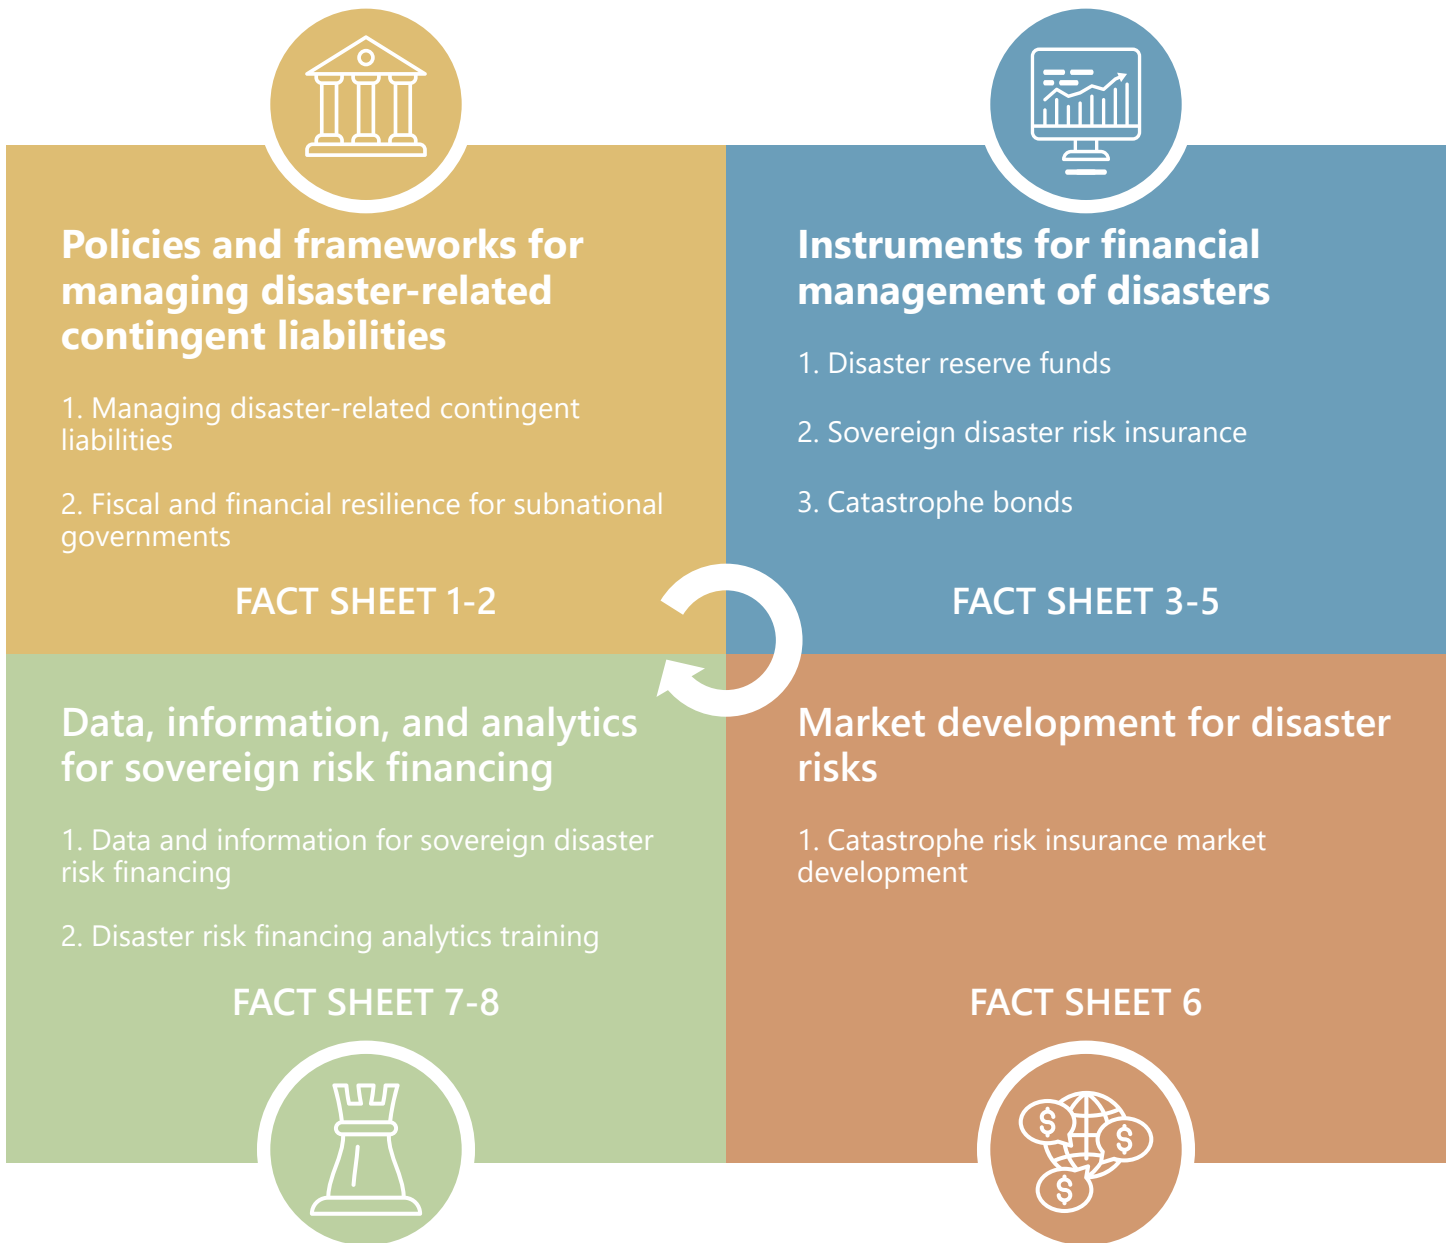 Policies and frameworks for
managing disaster-related
contingent liabilities
1. Managing disaster-related contingent
liabilities
2. Fiscal and financial resilience for subnational
governments
FACT SHEET 1-2
Instruments for financial
management of disasters
1. Disaster reserve funds
2. Sovereign disaster risk insurance
3. Catastrophe bonds
FACT SHEET 3-5
Data, information, and analytics
for sovereign risk financing
1. Data and information for sovereign disaster
risk financing
2. Disaster risk financing analytics training
FACT SHEET 7-8
Market development for disaster
risks
1. Catastrophe risk insurance market
development
FACT SHEET 6
$
$
$